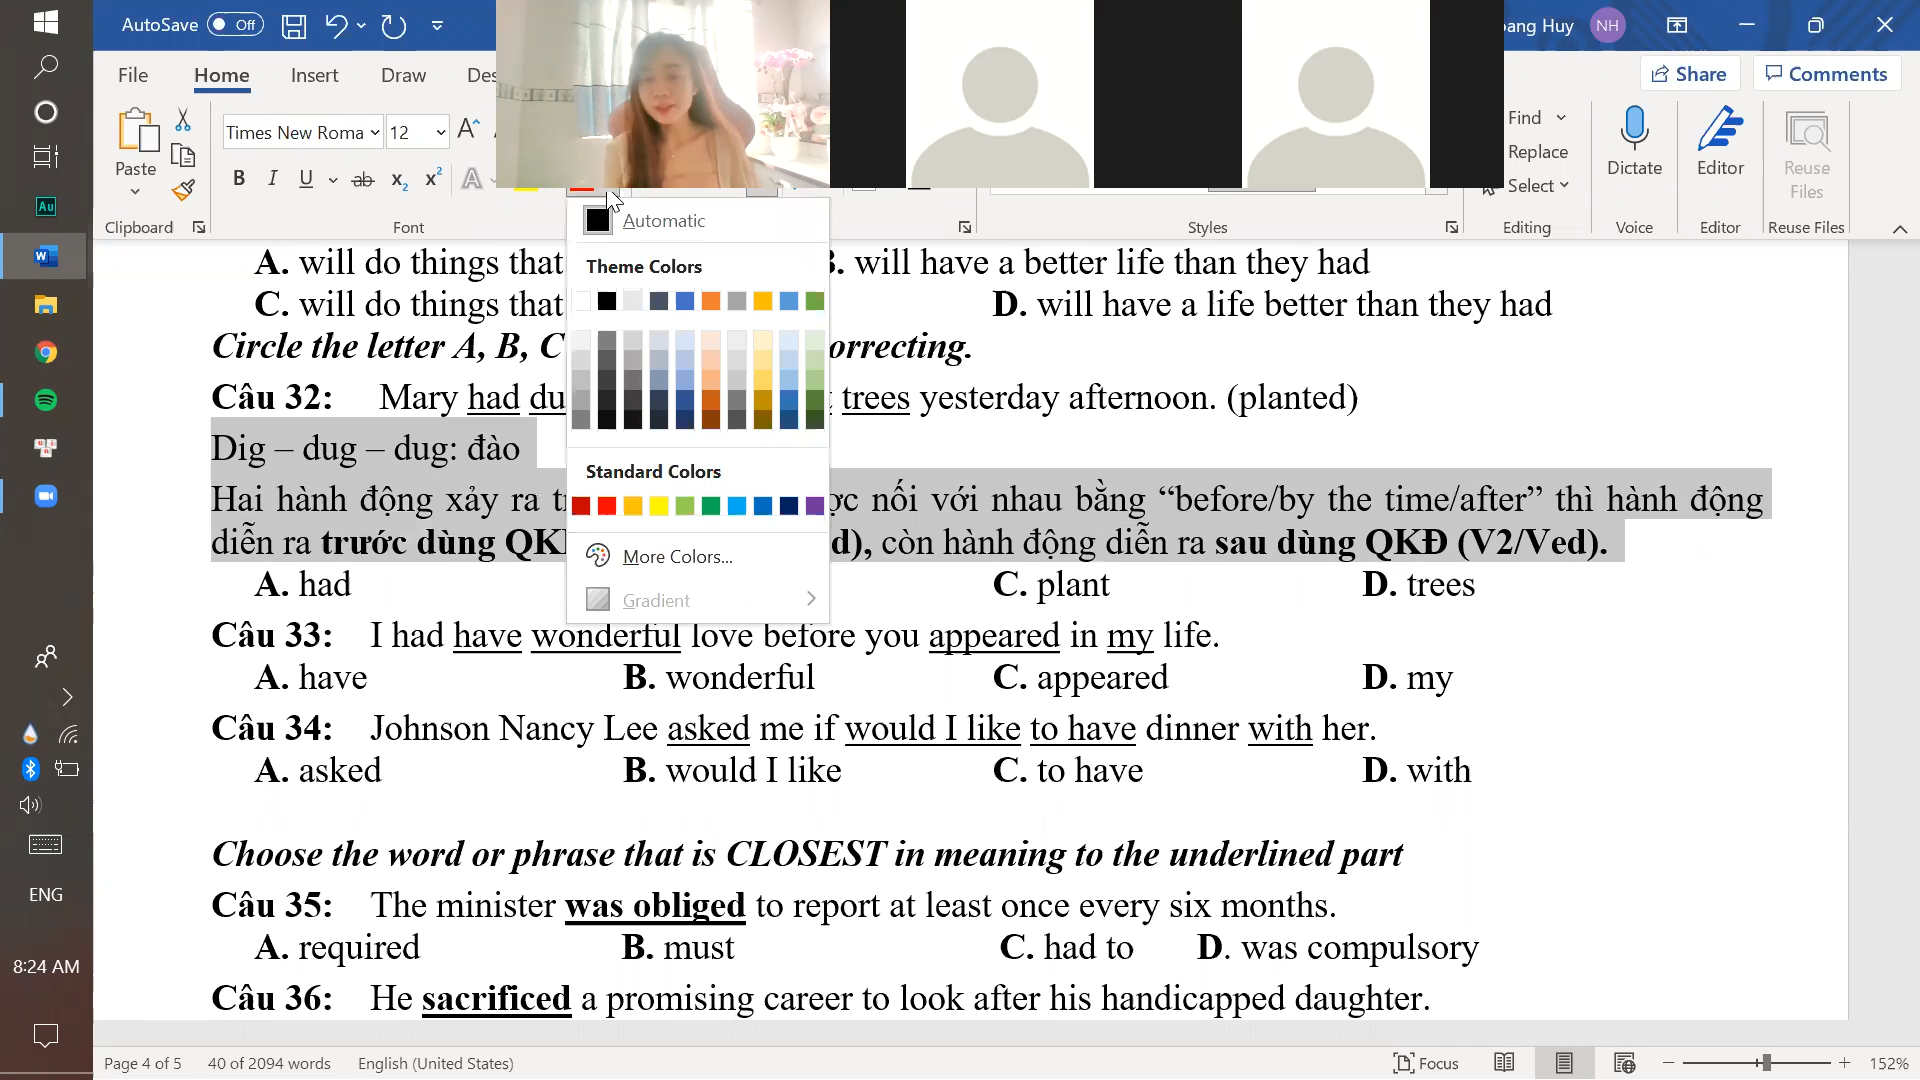 AutoSave Off
ang Huy NH
File Home Insert Draw Des
Share Comments
Times New Roma 12
Paste
B I U ab x₂ x² A
Find
Replace
Select
Dictate
Editor
Reuse Files
Clipboard Font Styles Editing Voice Editor Reuse Files
Automatic
Theme Colors
Standard Colors
More Colors...
Gradient
A. will do things that B. will have a better life than they had
C. will do things that D. will have a life better than they had
Circle the letter A, B, C orrecting.
Câu 32: Mary had du trees yesterday afternoon. (planted)
Dig – dug – dug: đào
Hai hành động xảy ra tr ợc nối với nhau bằng “before/by the time/after” thì hành động
diễn ra trước dùng QK d), còn hành động diễn ra sau dùng QKĐ (V2/Ved).
A. had C. plant D. trees
Câu 33: I had have wonderful love before you appeared in my life.
A. have B. wonderful C. appeared D. my
Câu 34: Johnson Nancy Lee asked me if would I like to have dinner with her.
A. asked B. would I like C. to have D. with
Choose the word or phrase that is CLOSEST in meaning to the underlined part
Câu 35: The minister was obliged to report at least once every six months.
A. required B. must C. had to D. was compulsory
Câu 36: He sacrificed a promising career to look after his handicapped daughter.
Au
ENG
8:24 AM
Page 4 of 5 40 of 2094 words English (United States)
Focus 152%